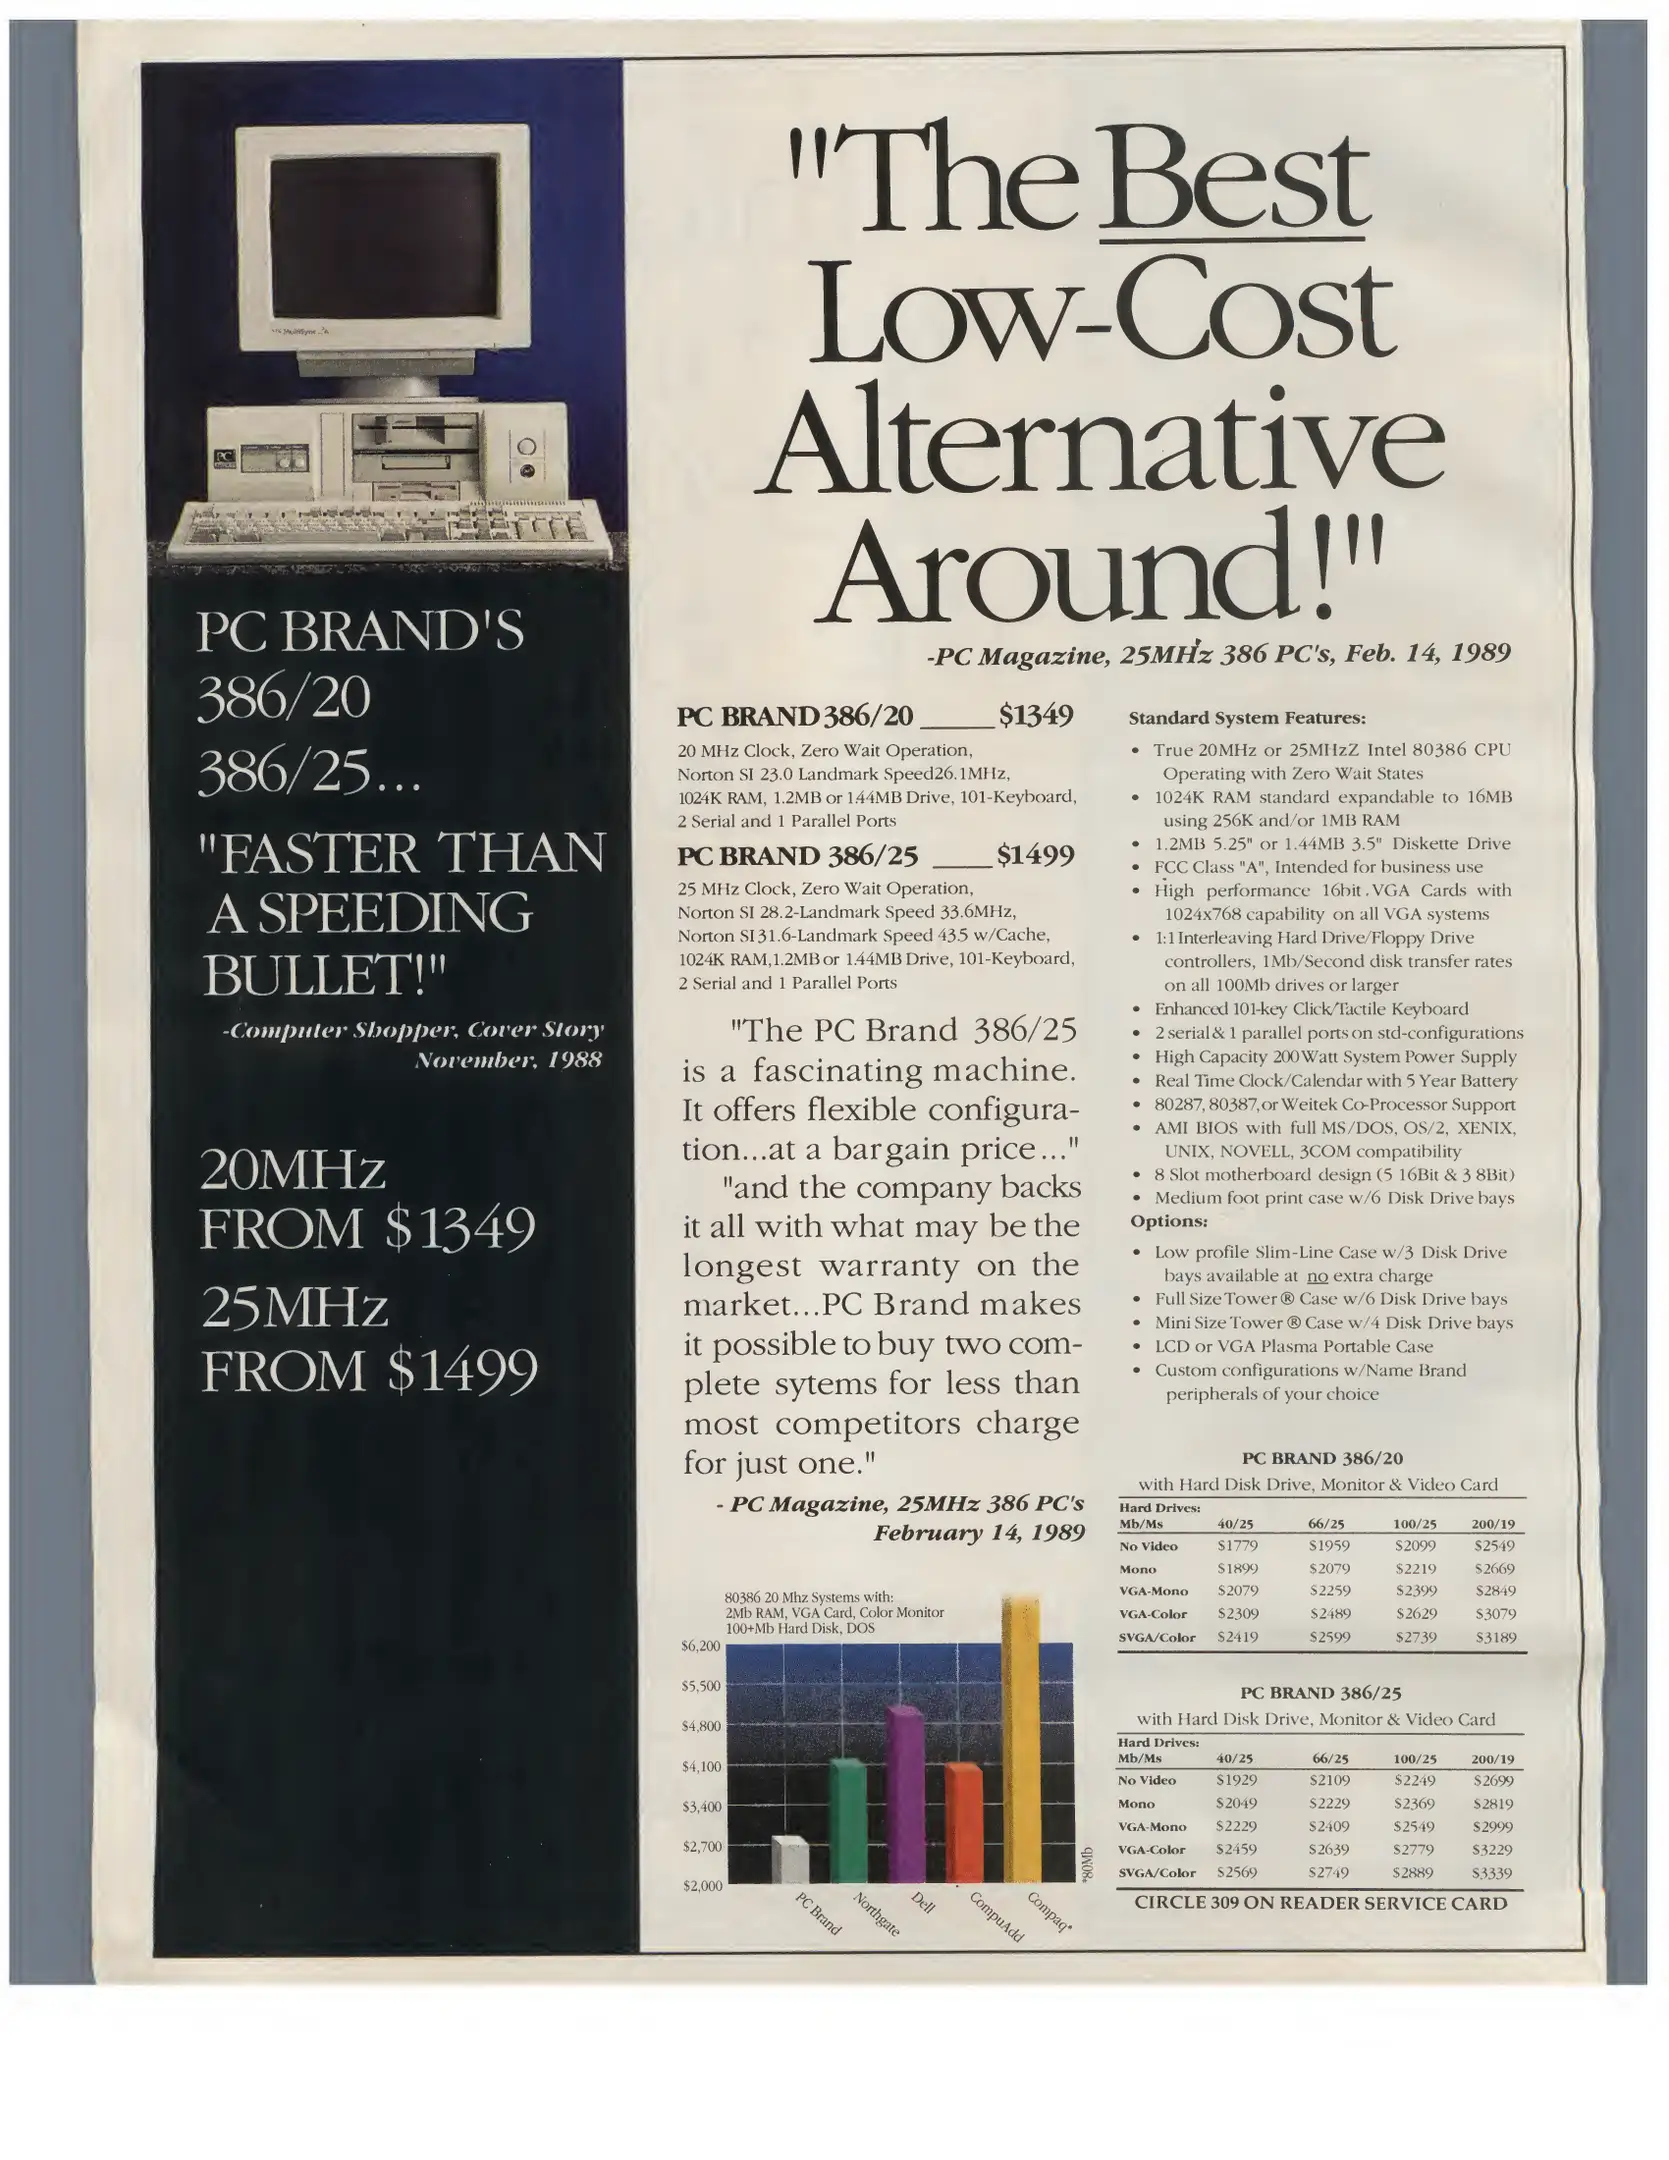 "The Best
Low-Cost
Alternative
Around!"
-PC Magazine, 25MHz 386 PC's, Feb. 14, 1989
PC
PC BRAND'S
386/20
386/25...
"FASTER THAN
A SPEEDING
BULLET!"
-Computer Shopper, Cover Story
November, 1988
20MHz
FROM $1349
25MHz
FROM $1499
PC BRAND 386/20 ____ $1349
20 MHz Clock, Zero Wait Operation,
Norton SI 23.0 Landmark Speed26.1MHz,
1024K RAM, 1.2MB or 1.44MB Drive, 101-Keyboard,
2 Serial and 1 Parallel Ports
PC BRAND 386/25 ____ $1499
25 MHz Clock, Zero Wait Operation,
Norton SI 28.2-Landmark Speed 33.6MHz,
Norton SI 31.6-Landmark Speed 43.5 w/Cache,
1024K RAM,1.2MB or 1.44MB Drive, 101-Keyboard,
2 Serial and 1 Parallel Ports
"The PC Brand 386/25
is a fascinating machine.
It offers flexible configura-
tion...at a bargain price..."
"and the company backs
it all with what may be the
longest warranty on the
market...PC Brand makes
it possible to buy two com-
plete sytems for less than
most competitors charge
for just one."
- PC Magazine, 25MHz 386 PC's
February 14, 1989
80386 20 Mhz Systems with:
2Mb RAM, VGA Card, Color Monitor
100+Mb Hard Disk, DOS
$6,200
$5,500
$4,800
$4,100
$3,400
$2,700
$2,000
PC Brand
Northgate
Dell
CompuAdd
Compaq*
*80Mb
Standard System Features:
• True 20MHz or 25MHzZ Intel 80386 CPU
Operating with Zero Wait States
• 1024K RAM standard expandable to 16MB
using 256K and/or 1MB RAM
• 1.2MB 5.25" or 1.44MB 3.5" Diskette Drive
• FCC Class "A", Intended for business use
• High performance 16bit VGA Cards with
1024x768 capability on all VGA systems
• 1:1 Interleaving Hard Drive/Floppy Drive
controllers, 1Mb/Second disk transfer rates
on all 100Mb drives or larger
• Enhanced 101-key Click/Tactile Keyboard
• 2 serial & 1 parallel ports on std-configurations
• High Capacity 200 Watt System Power Supply
• Real Time Clock/Calendar with 5 Year Battery
• 80287, 80387, or Weitek Co-Processor Support
• AMI BIOS with full MS/DOS, OS/2, XENIX,
UNIX, NOVELL, 3COM compatibility
• 8 Slot motherboard design (5 16Bit & 3 8Bit)
• Medium foot print case w/6 Disk Drive bays
Options:
• Low profile Slim-Line Case w/3 Disk Drive
bays available at no extra charge
• Full Size Tower ® Case w/6 Disk Drive bays
• Mini Size Tower ® Case w/4 Disk Drive bays
• LCD or VGA Plasma Portable Case
• Custom configurations w/Name Brand
peripherals of your choice
PC BRAND 386/20
with Hard Disk Drive, Monitor & Video Card
Hard Drives:
Mb/Ms 40/25 66/25 100/25 200/19
No Video $1779 $1959 $2099 $2549
Mono $1899 $2079 $2219 $2669
VGA-Mono $2079 $2259 $2399 $2849
VGA-Color $2309 $2489 $2629 $3079
SVGA/Color $2419 $2599 $2739 $3189
PC BRAND 386/25
with Hard Disk Drive, Monitor & Video Card
Hard Drives:
Mb/Ms 40/25 66/25 100/25 200/19
No Video $1929 $2109 $2249 $2699
Mono $2049 $2229 $2369 $2819
VGA-Mono $2229 $2409 $2549 $2999
VGA-Color $2459 $2639 $2779 $3229
SVGA/Color $2569 $2749 $2889 $3339
CIRCLE 309 ON READER SERVICE CARD